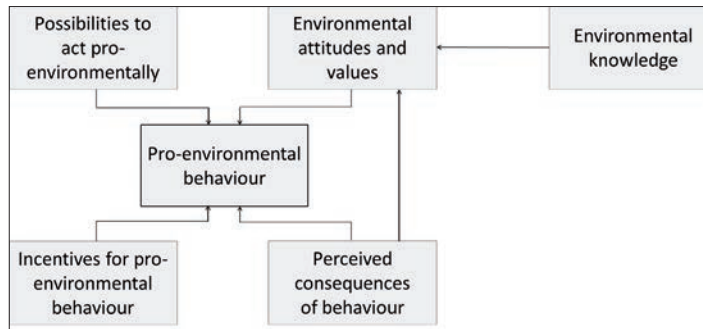 Possibilities to
act pro-
environmentally
Environmental
attitudes and
values
Environmental
knowledge
Pro-environmental
behaviour
Incentives for pro-
environmental
behaviour
Perceived
consequences
of behaviour